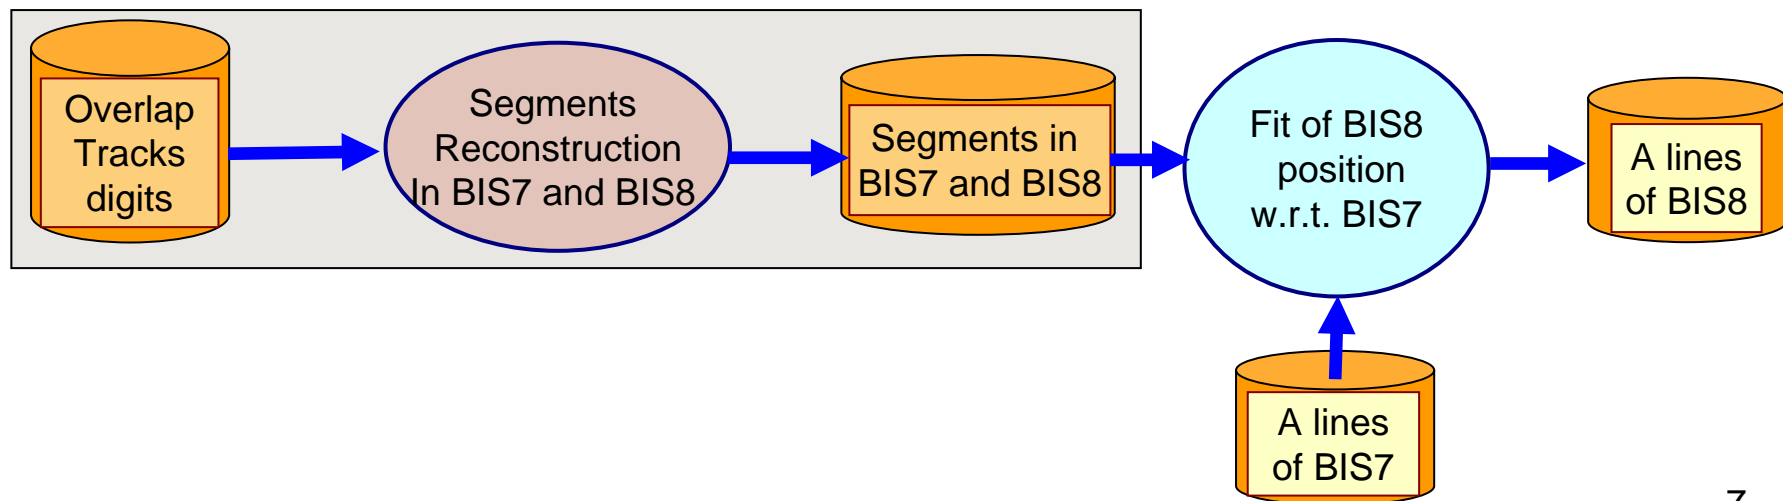 Overlap
Tracks
digits
Segments
Reconstruction
In BIS7 and BIS8
Segments in
BIS7 and BIS8
Fit of BIS8
position
w.r.t. BIS7
A lines
of BIS8
A lines
of BIS7